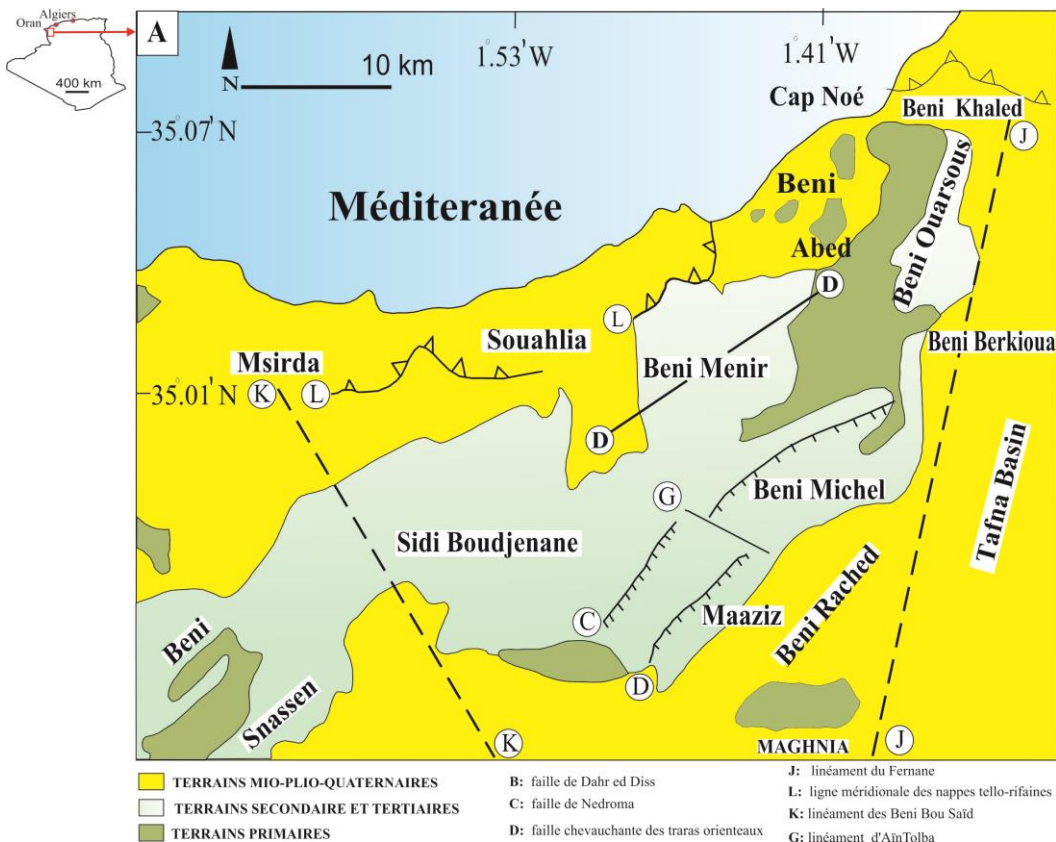 Algiers
Oran
400 km
A
N
10 km
1.53°'W
1.41°'W
Cap Noé
Beni Khaled
J
35.07°'N
Beni
Méditeranée
Abed
Beni Ouarsous
D
L
Souahlia
Beni Menir
Beni Berkioua
Msirda
35.01°'N
K
L
D
Beni Michel
G
Tafna Basin
Sidi Boudjenane
Maaziz
Beni Rached
C
Beni
Snassen
D
K
MAGHNIA
J
TERRAINS MIO-PLIO-QUATERNAIRES
TERRAINS SECONDAIRE ET TERTIAIRES
TERRAINS PRIMAIRES
B: faille de Dahr ed Diss
C: faille de Nedroma
D: faille chevauchante des traras orienteaux
J: linéament du Fernane
L: ligne méridionale des nappes tello-rifaines
K: linéament des Beni Bou Saïd
G: linéament d'AïnTolba